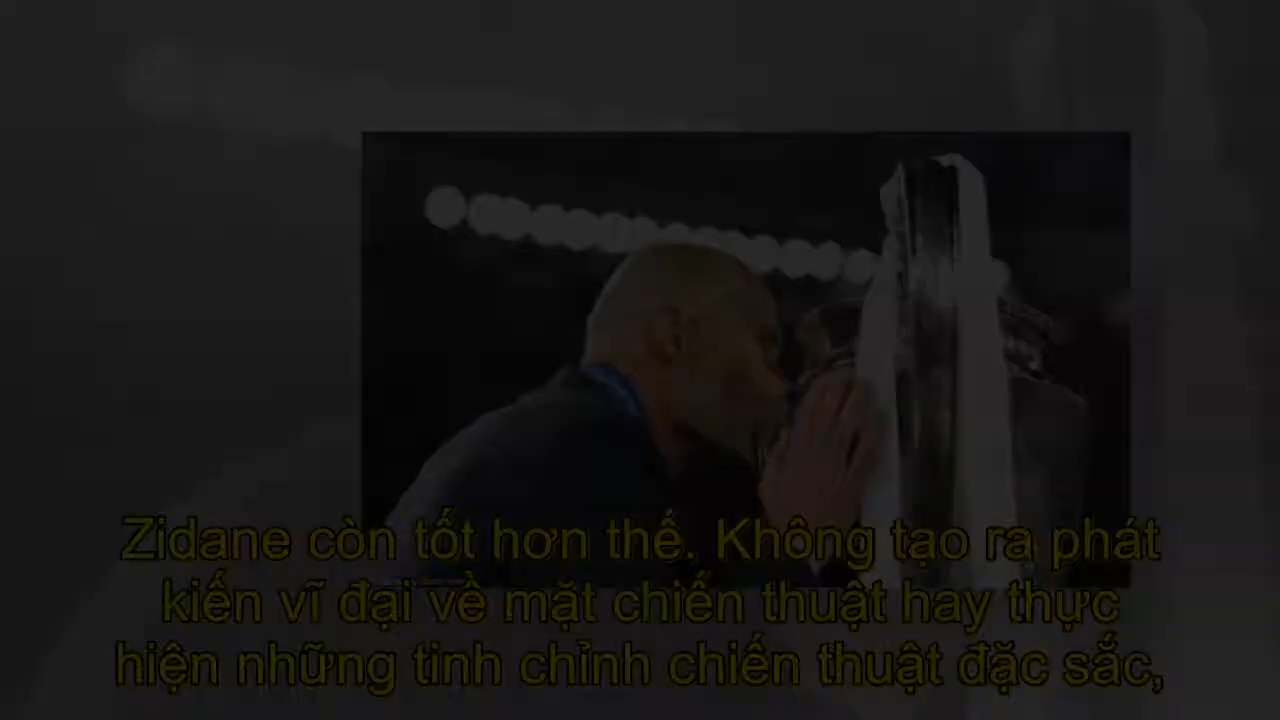 Zidane còn tốt hơn thế. Không tạo ra phát
kiến vĩ đại về mặt chiến thuật hay thực
hiện những tinh chỉnh chiến thuật đặc sắc,